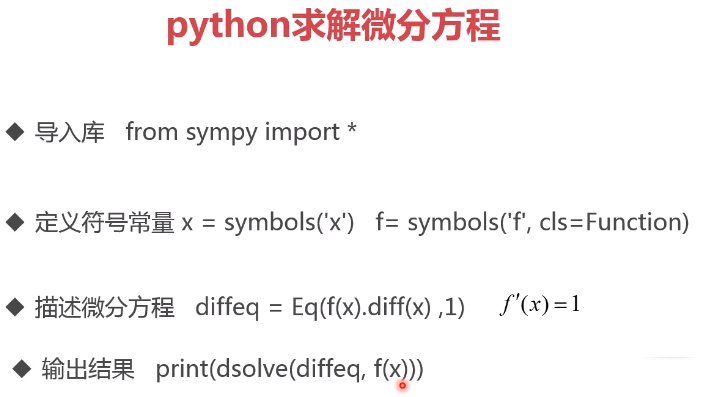 python求解微分方程
◆ 导入库 from sympy import *
◆ 定义符号常量 x = symbols('x') f= symbols('f', cls=Function)
◆ 描述微分方程 diffeq = Eq(f(x).diff(x) ,1) f′(x)=1
◆ 输出结果 print(dsolve(diffeq, f(x)))